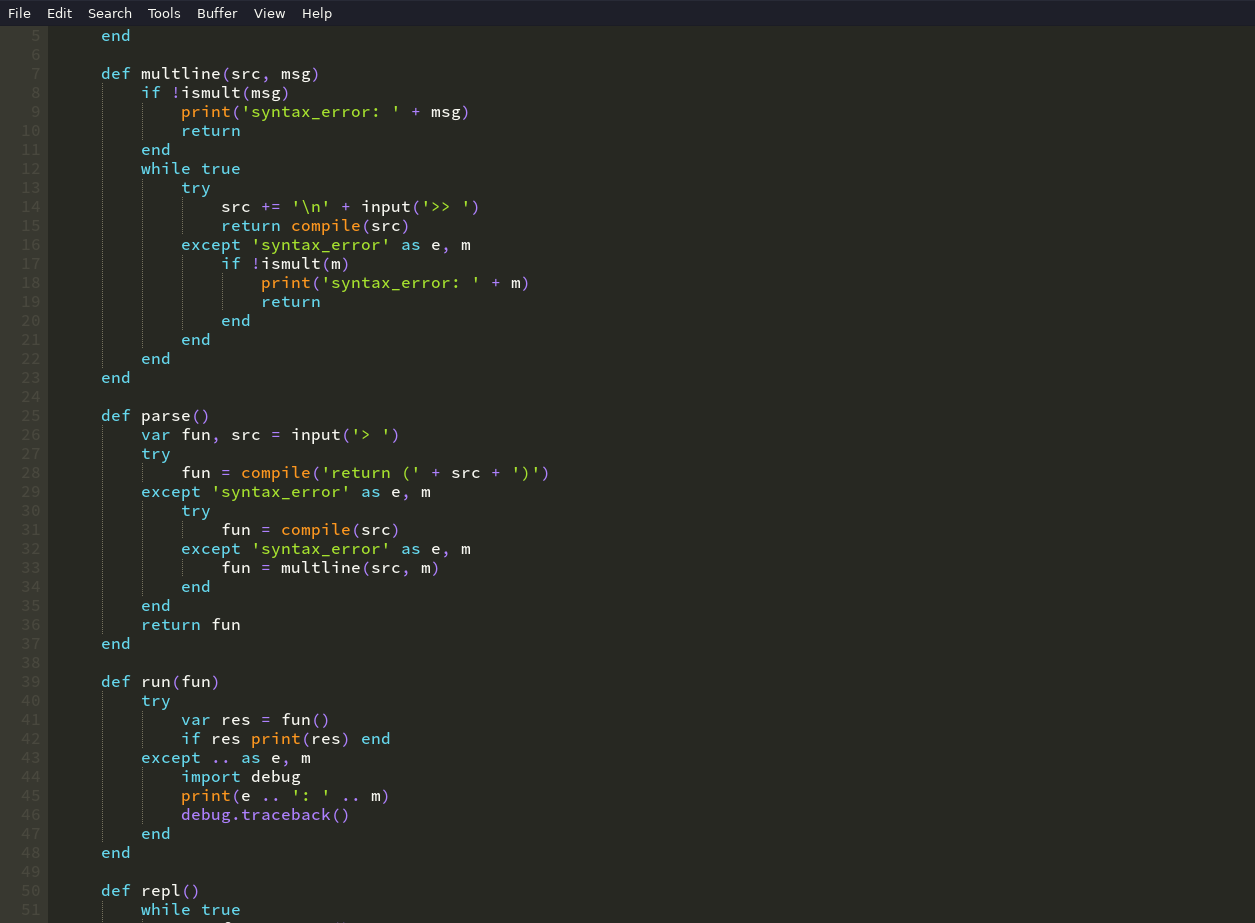 File Edit Search Tools Buffer View Help
5     end
6
7     def multline(src, msg)
8         if !ismult(msg)
9             print('syntax_error: ' + msg)
10             return
11         end
12         while true
13             try
14                 src += '\n' + input('>> ')
15                 return compile(src)
16             except 'syntax_error' as e, m
17                 if !ismult(m)
18                     print('syntax_error: ' + m)
19                     return
20                 end
21             end
22         end
23     end
24
25     def parse()
26         var fun, src = input('> ')
27         try
28             fun = compile('return (' + src + ')')
29         except 'syntax_error' as e, m
30             try
31                 fun = compile(src)
32             except 'syntax_error' as e, m
33                 fun = multline(src, m)
34             end
35         end
36         return fun
37     end
38
39     def run(fun)
40         try
41             var res = fun()
42             if res print(res) end
43         except .. as e, m
44             import debug
45             print(e .. ': ' .. m)
46             debug.traceback()
47         end
48     end
49
50     def repl()
51         while true